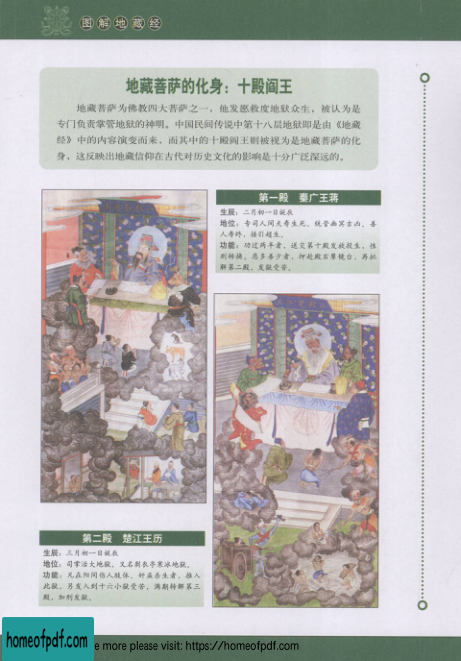 图解地藏经
地藏菩萨的化身：十殿阎王
地藏菩萨为佛教四大菩萨之一，他发愿救度地狱众生，被认为是
专门负责掌管地狱的神明。中国民间传说中第十八层地狱即是由《地藏
经》中的内容演变而来，而其中的十殿阎王则被视为是地藏菩萨的化
身，这反映出地藏信仰在古代对历史文化的影响是十分广泛深远的。
第一殿 秦广王蒋
生辰：二月初一日诞辰
地位：专司人间夭寿生死，统管幽冥吉凶，善
人寿终，接引超生。
功能：功过两半者，送交第十殿发放投生，
恶多善少者，押赴殿右孽镜台，
解第二殿，发狱受苦。
第二殿 楚江王历
生辰：三月初一日诞辰
地位：司掌活大地狱，又名剥衣亭寒冰地狱。
功能：凡在阳间伤人肢体、奸盗杀生者，推入
此狱，另发入到十六小狱受苦，满期转解第三
殿，加刑发狱。
homeofpdf.com
e more please visit: https://homeofpdf.com